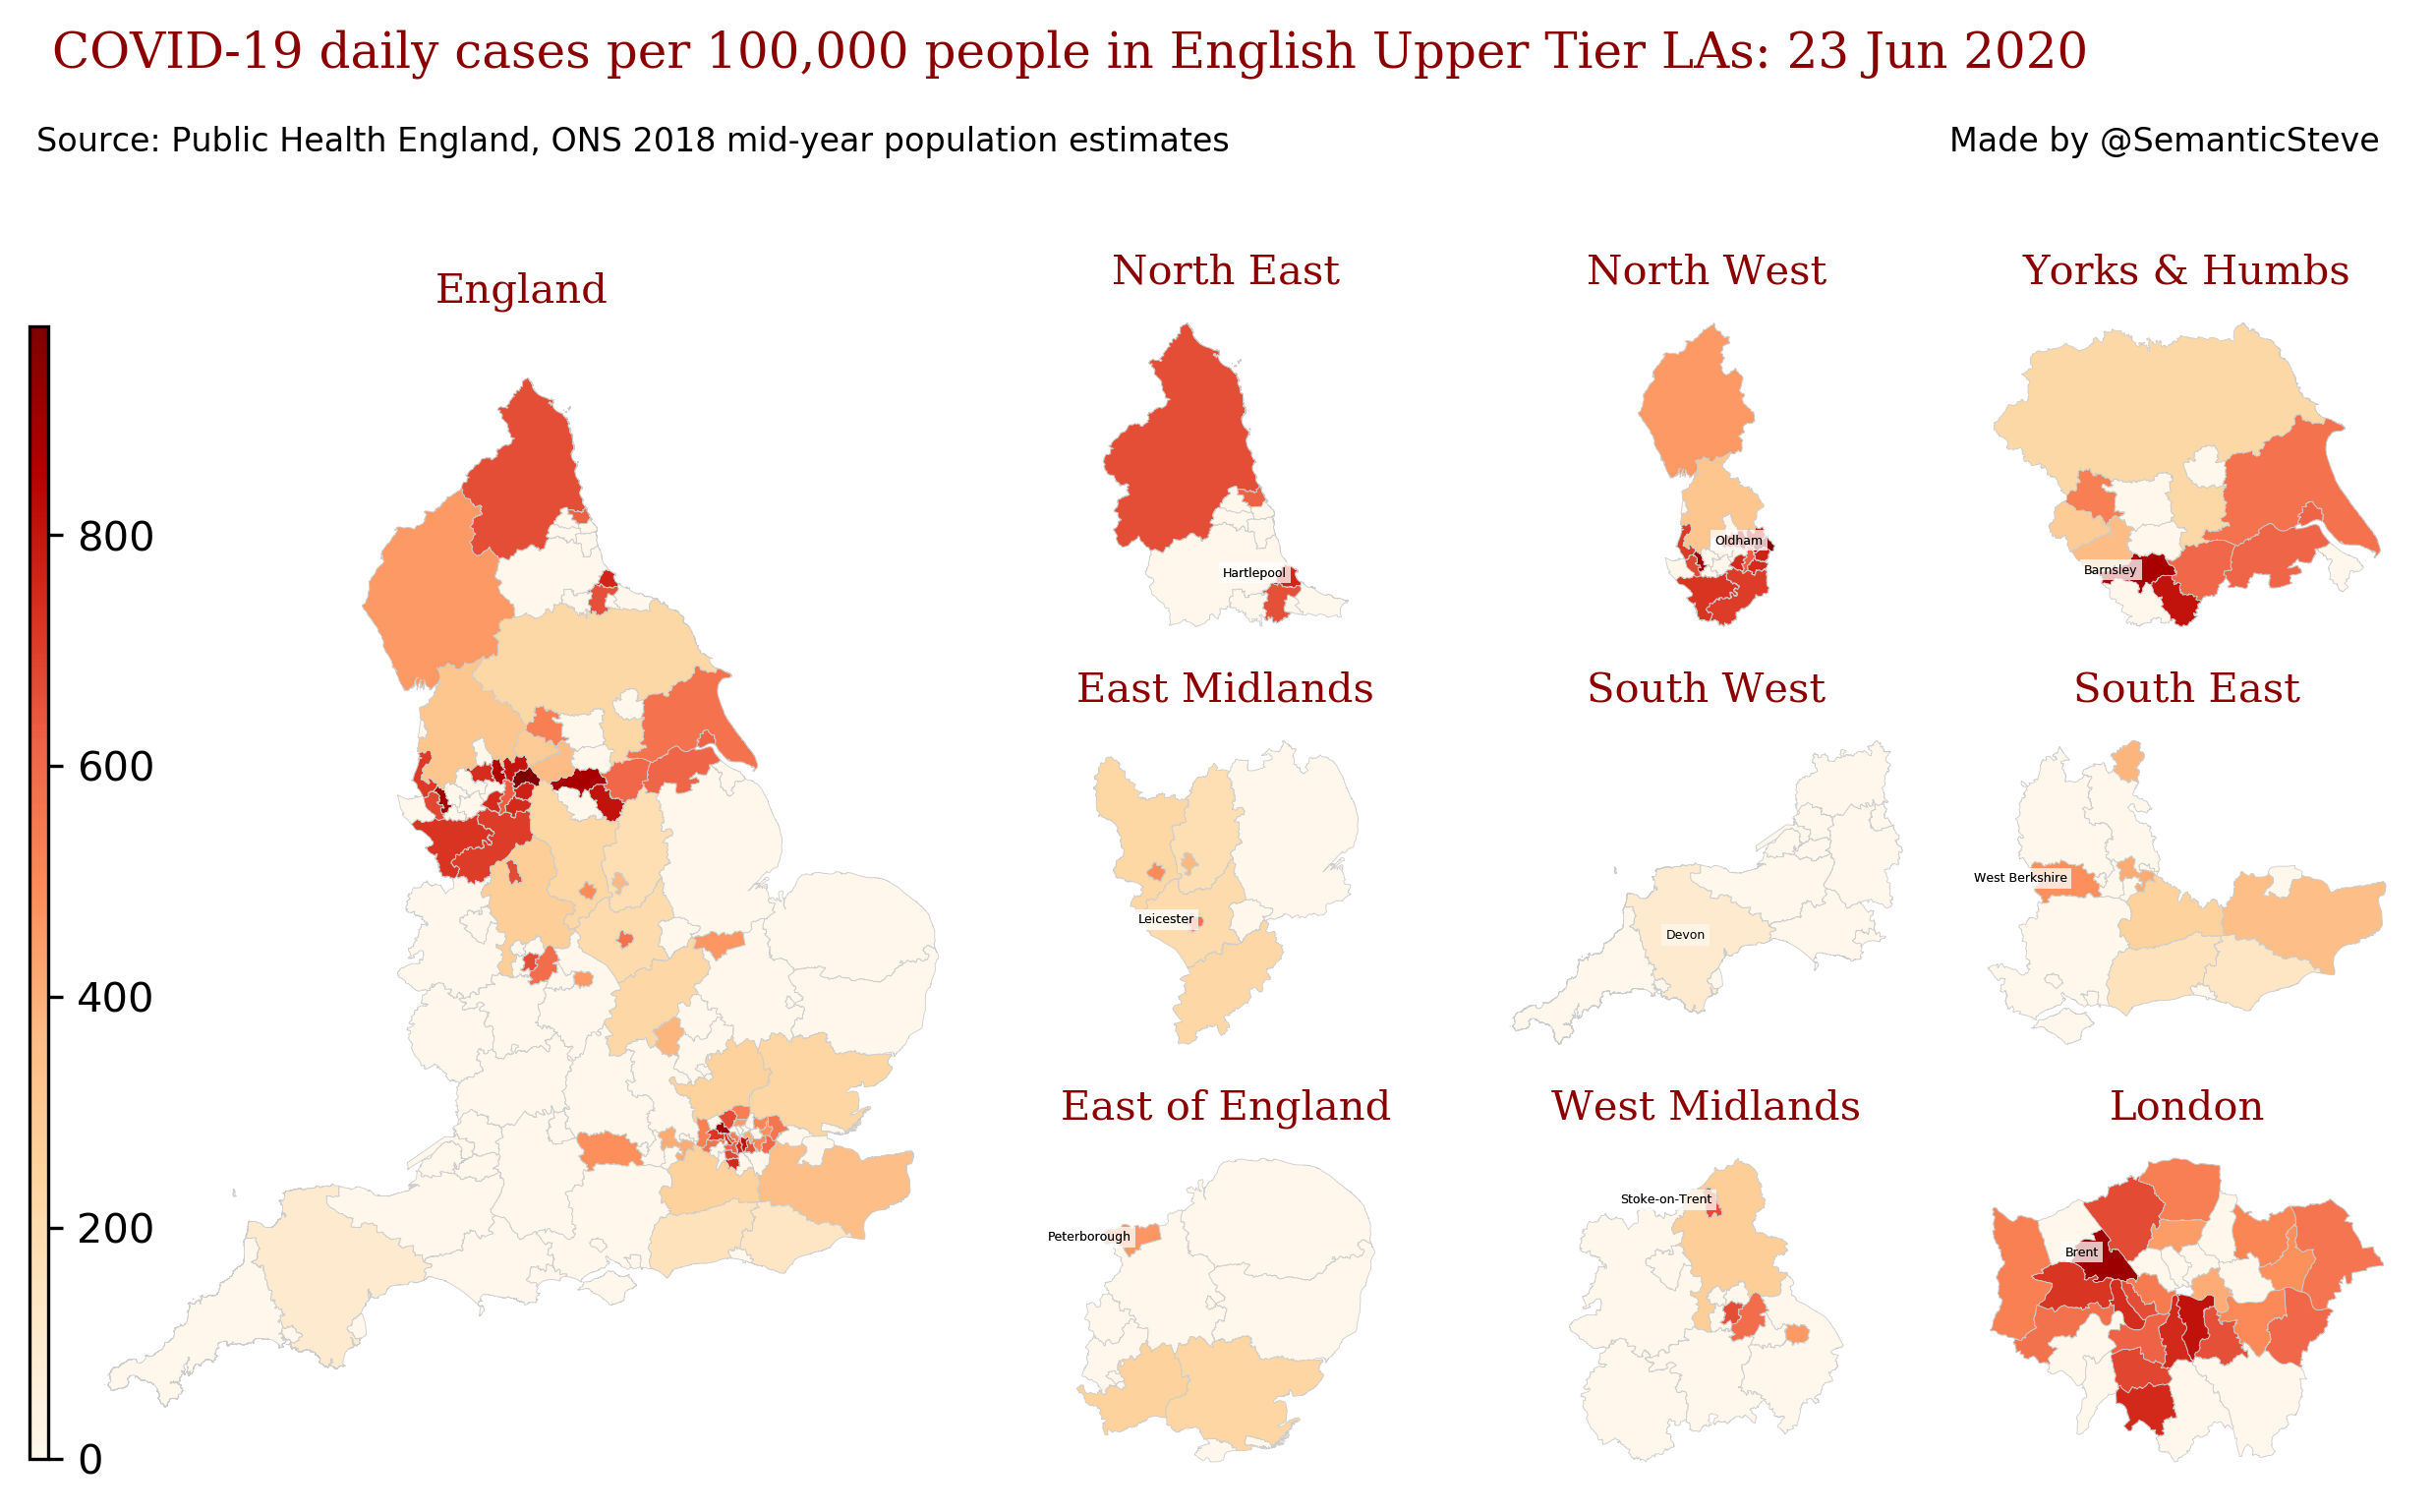 COVID-19 daily cases per 100,000 people in English Upper Tier LAs: 23 Jun 2020
Source: Public Health England, ONS 2018 mid-year population estimates
Made by @SemanticSteve
England
North East
North West
Yorks & Humbs
800
600
400
200
0
Hartlepool
Oldham
Barnsley
East Midlands
South West
South East
Leicester
Devon
West Berkshire
East of England
West Midlands
London
Peterborough
Stoke-on-Trent
Brent